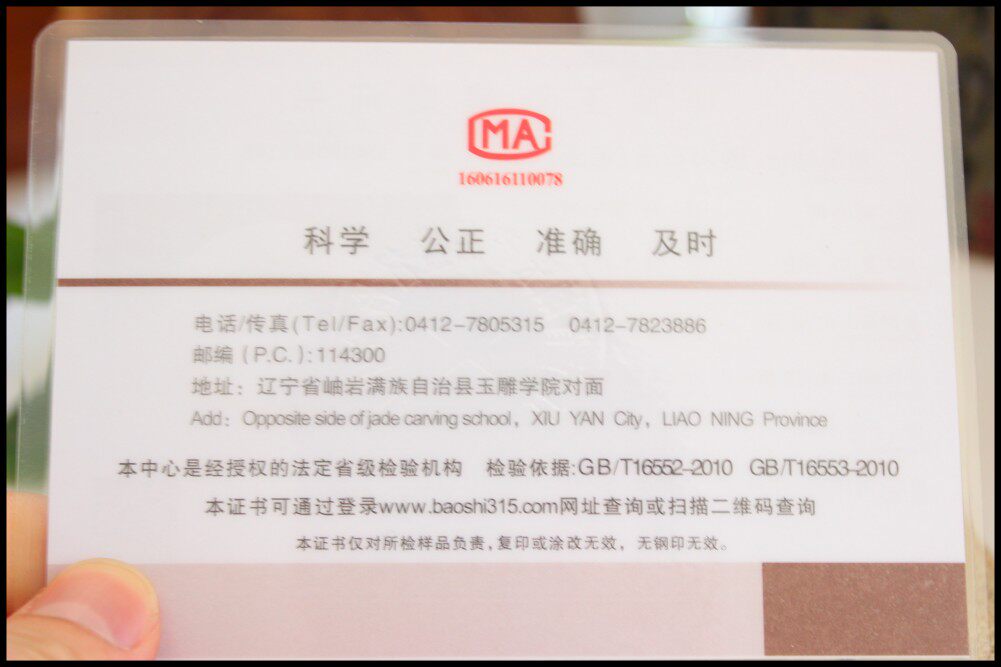 MA
160616110078
科学 公正 准确 及时
电话/传真(Tel/Fax):0412-7805315 0412-7823886
邮编(P.C.):114300
地址：辽宁省岫岩满族自治县玉雕学院对面
Add：Opposite side of jade carving school，XIU YAN City，LIAO NING Province
本中心是经授权的法定省级检验机构 检验依据:GB/T16552-2010 GB/T16553-2010
本证书可通过登录www.baoshi315.com网址查询或扫描二维码查询
本证书仅对所检样品负责,复印或涂改无效，无钢印无效。